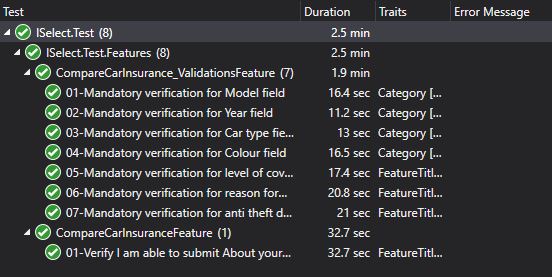 Test Duration Traits Error Message
ISelect.Test (8) 2.5 min
ISelect.Test.Features (8) 2.5 min
CompareCarInsurance_ValidationsFeature (7) 1.9 min
01-Mandatory verification for Model field 16.4 sec Category [...
02-Mandatory verification for Year field 11.2 sec Category [...
03-Mandatory verification for Car type fie... 13 sec Category [...
04-Mandatory verification for Colour field 16.5 sec Category [...
05-Mandatory verification for level of cov... 17.4 sec FeatureTitl...
06-Mandatory verification for reason for... 20.8 sec FeatureTitl...
07-Mandatory verification for anti theft d... 21 sec FeatureTitl...
CompareCarInsuranceFeature (1) 32.7 sec
01-Verify I am able to submit About your... 32.7 sec FeatureTitl...